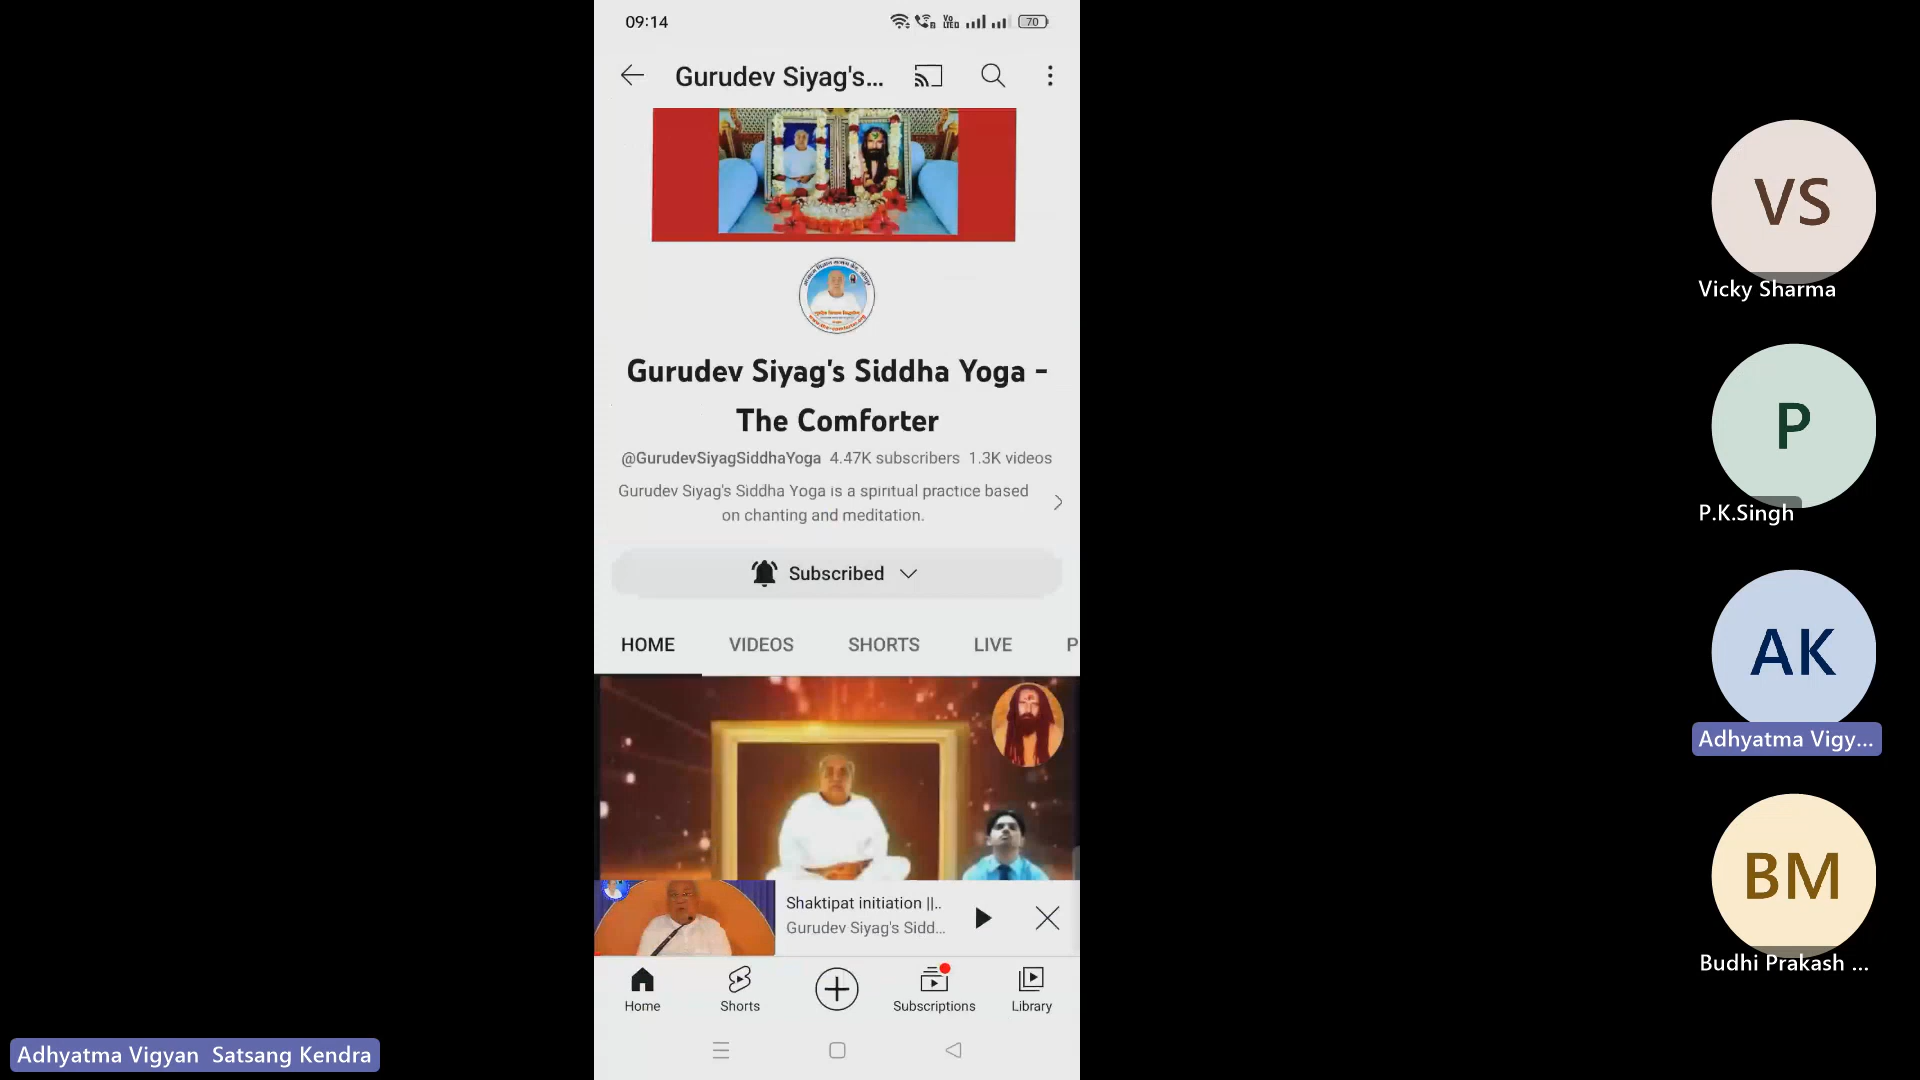 09:14
Vo
LTE
70
Gurudev Siyag's...
Gurudev Siyag's Siddha Yoga -
The Comforter
@GurudevSiyagSiddhaYoga 4.47K subscribers 1.3K videos
Gurudev Siyag's Siddha Yoga is a spiritual practice based
on chanting and meditation.
Subscribed
HOME VIDEOS SHORTS LIVE P
Shaktipat initiation ||..
Gurudev Siyag's Sidd...
Home Shorts Subscriptions Library
VS
Vicky Sharma
P
P.K.Singh
AK
Adhyatma Vigy...
BM
Budhi Prakash ...
Adhyatma Vigyan Satsang Kendra